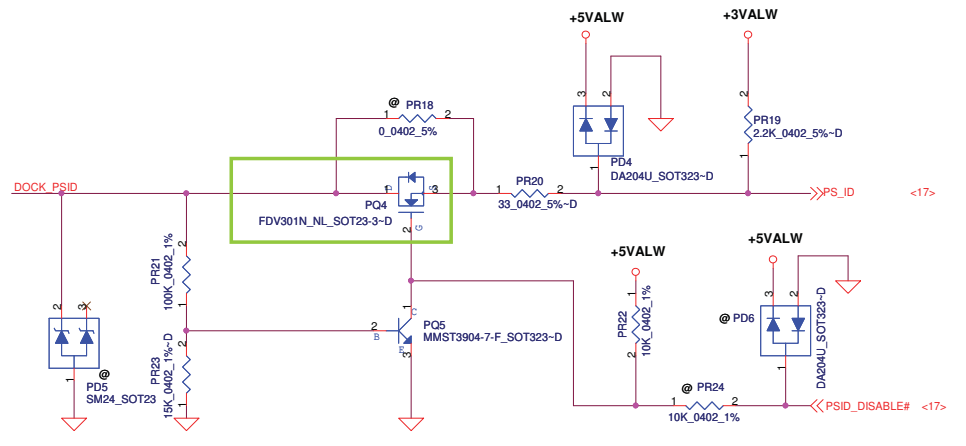 +5VALW
+3VALW
@ PR18
1
2
0_0402_5%
3
2
1
PD4
DA204U_SOT323~D
2
PR19
2.2K_0402_5%~D
1
DOCK_PSID
1
D
S
3
PQ4
FDV301N_NL_SOT23-3~D
2
G
1
PR20
2
33_0402_5%~D
PS_ID
<17>
2
PR21
100K_0402_1%
1
+5VALW
+5VALW
2
3
1
PD5
@
SM24_SOT23
2
PR23
15K_0402_1%~D
1
1
C
2
B
E
3
PQ5
MMST3904-7-F_SOT323~D
1
PR22
10K_0402_1%
2
3
2
@ PD6
DA204U_SOT323~D
1
@ PR24
1
2
10K_0402_1%
PSID_DISABLE#
<17>